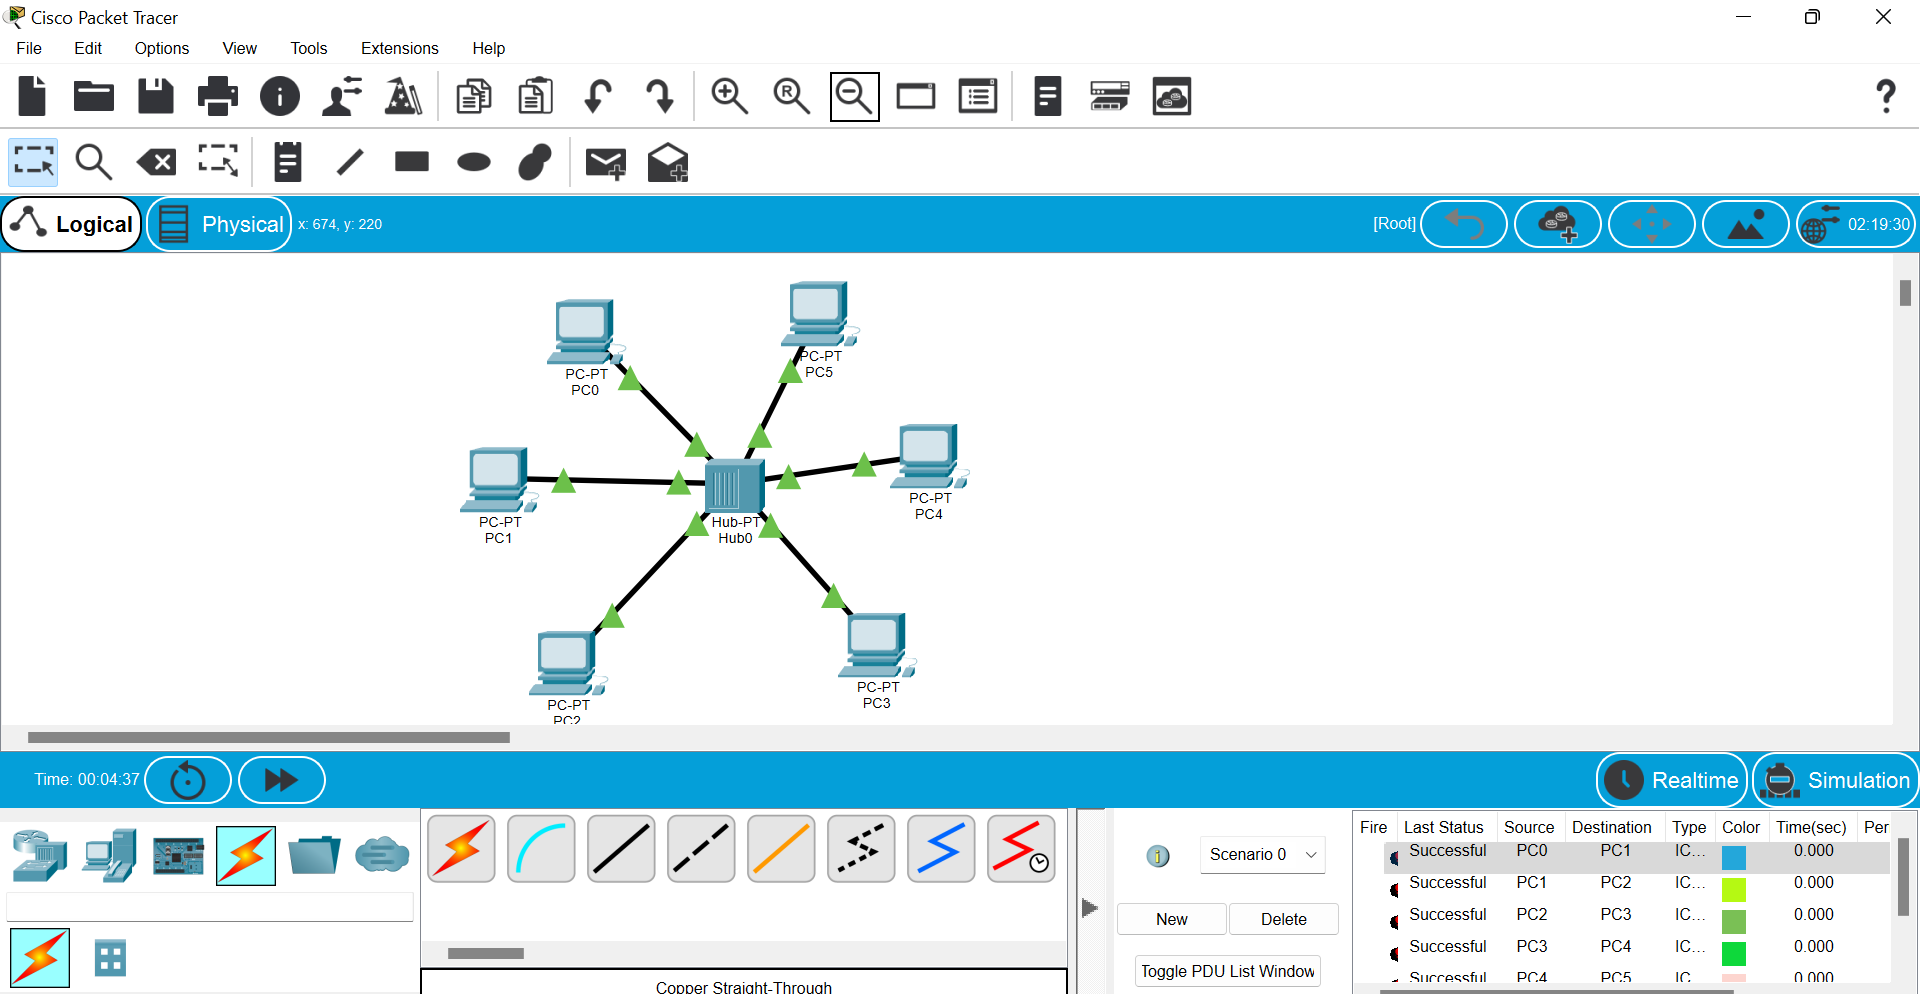 Cisco Packet Tracer
File Edit Options View Tools Extensions Help
Logical Physical x: 674, y: 220 [Root] 02:19:30
PC-PT
PC5
PC-PT
PC0
PC-PT
PC4
PC-PT
PC1
Hub-PT
Hub0
PC-PT
PC3
PC-PT
PC2
Time: 00:04:37 Realtime Simulation
Scenario 0
New Delete
Toggle PDU List Window
Copper Straight-Through
Fire Last Status Source Destination Type Color Time(sec) Per
Successful PC0 PC1 IC... 0.000
Successful PC1 PC2 IC... 0.000
Successful PC2 PC3 IC... 0.000
Successful PC3 PC4 IC... 0.000
Successful PC4 PC5 IC 0.000